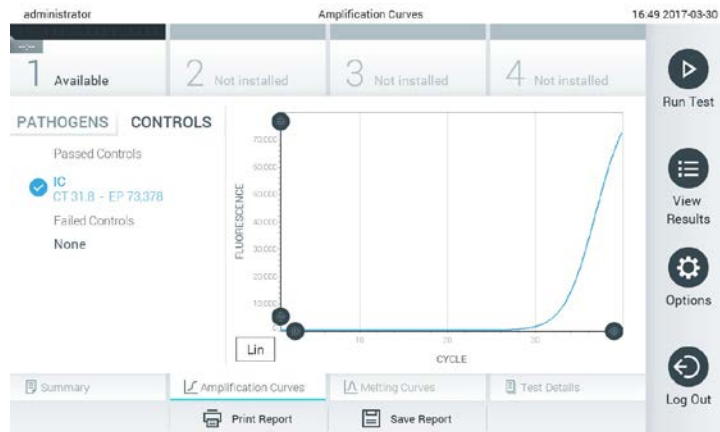 administrator Amplification Curves 16:49 2017-03-30
1 Available
2 Not installed
3 Not installed
4 Not installed
Run Test
PATHOGENS CONTROLS
Passed Controls
IC
CT 31.8 - EP 73,378
Failed Controls
None
FLUORESCENCE
70,000
60,000
50,000
40,000
30,000
20,000
10,000
0
10 20 30
CYCLE
Lin
View
Results
Options
Log Out
Summary
Amplification Curves
Melting Curves
Test Details
Print Report
Save Report